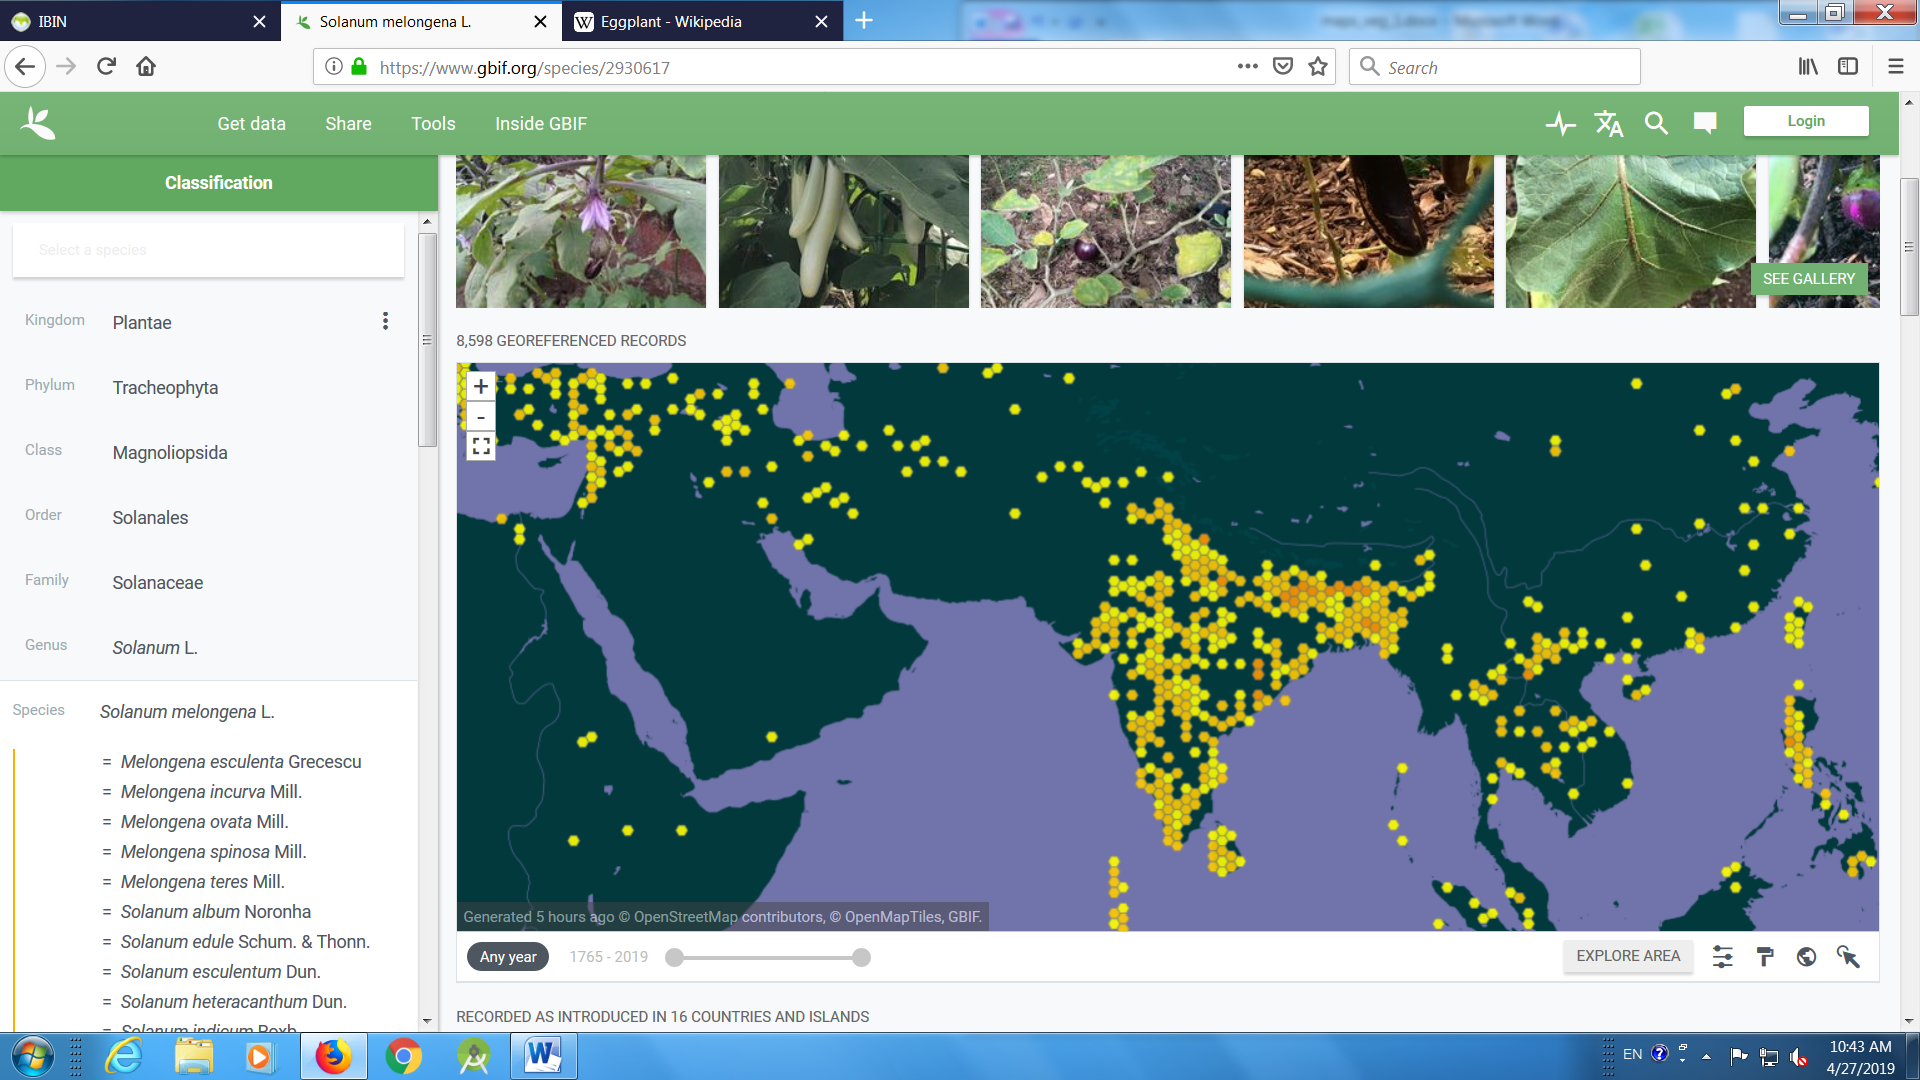 IBIN
Solanum melongena L.
Eggplant - Wikipedia
https://www.gbif.org/species/2930617
Search
Get data
Share
Tools
Inside GBIF
Login
Classification
Select a species
Kingdom Plantae
Phylum Tracheophyta
Class Magnoliopsida
Order Solanales
Family Solanaceae
Genus Solanum L.
Species Solanum melongena L.
= Melongena esculenta Grecescu
= Melongena incurva Mill.
= Melongena ovata Mill.
= Melongena spinosa Mill.
= Melongena teres Mill.
= Solanum album Noronha
= Solanum edule Schum. & Thonn.
= Solanum esculentum Dun.
= Solanum heteracanthum Dun.
= Solanum indicum Roxb.
SEE GALLERY
8,598 GEOREFERENCED RECORDS
+
-
Generated 5 hours ago © OpenStreetMap contributors, © OpenMapTiles, GBIF.
Any year
1765 - 2019
EXPLORE AREA
RECORDED AS INTRODUCED IN 16 COUNTRIES AND ISLANDS
EN
10:43 AM
4/27/2019